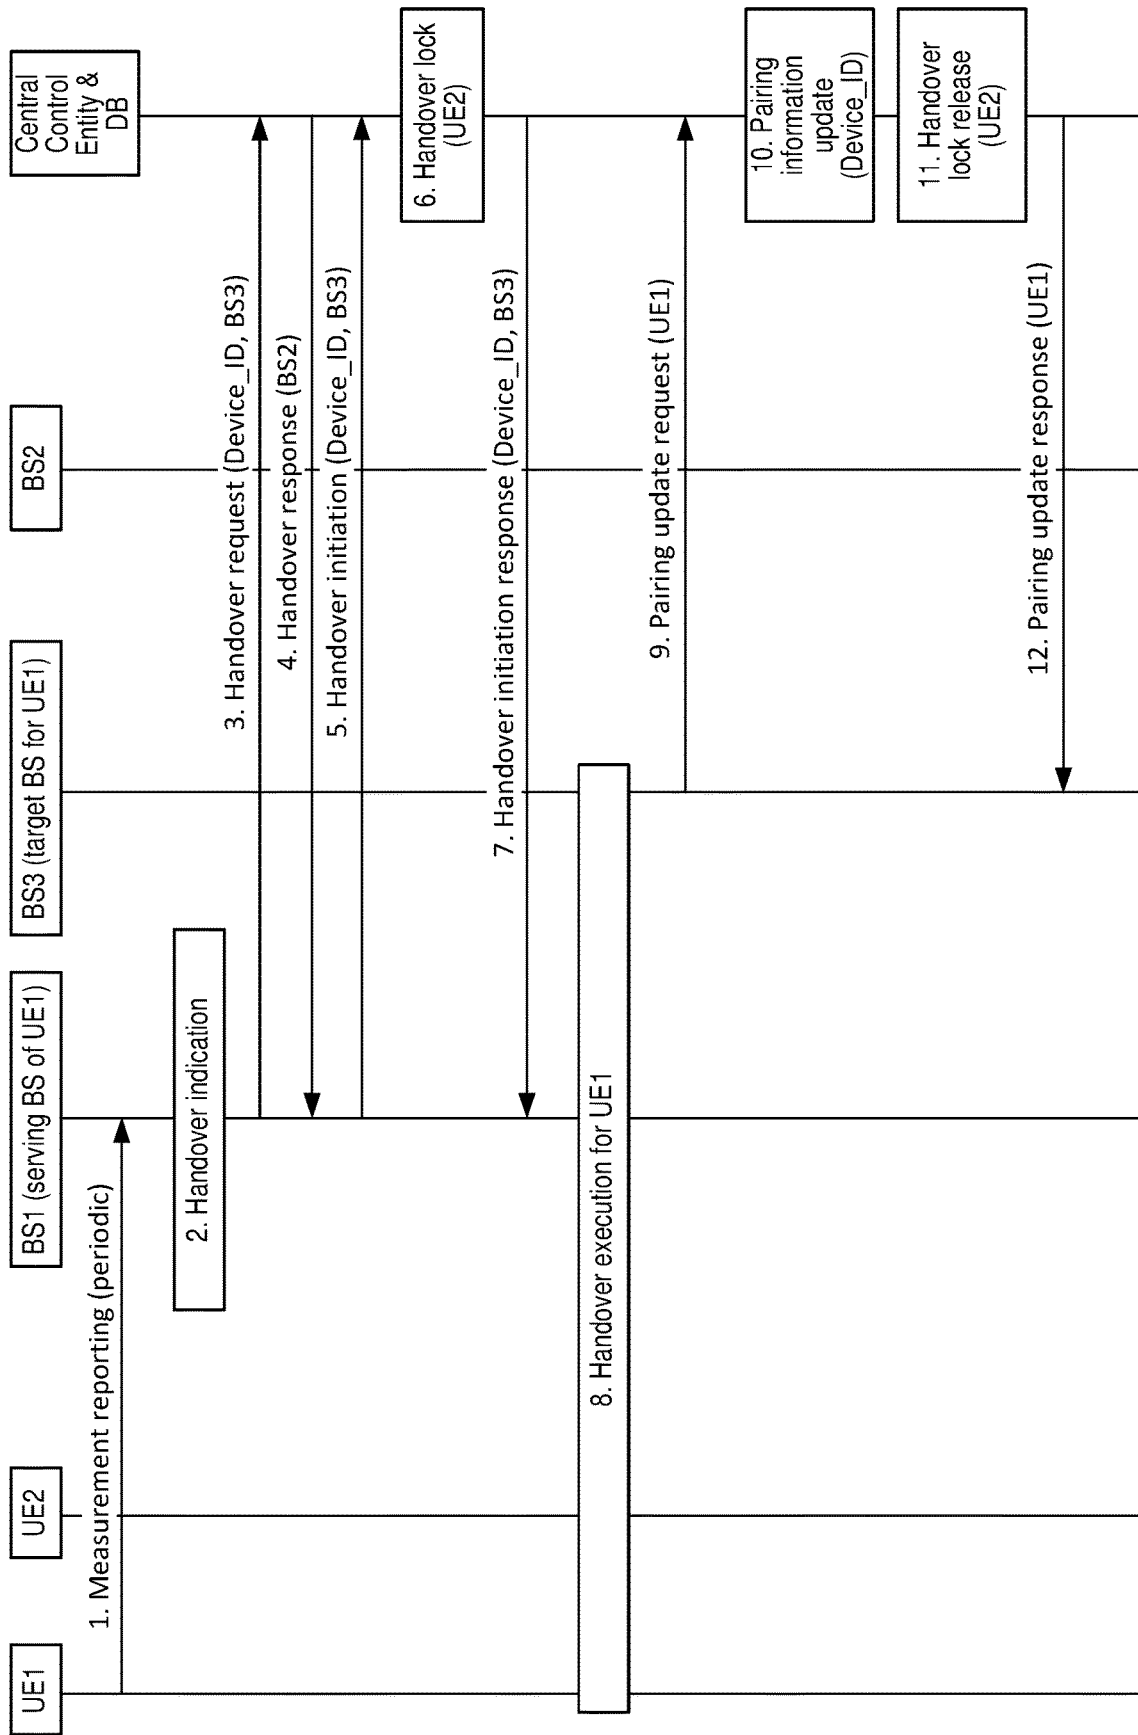 UE1
UE2
BS1 (serving BS of UE1)
BS3 (target BS for UE1)
BS2
Central
Control
Entity &
DB
1. Measurement reporting (periodic)
2. Handover indication
3. Handover request (Device_ID, BS3)
4. Handover response (BS2)
5. Handover initiation (Device_ID, BS3)
6. Handover lock
(UE2)
7. Handover initiation response (Device_ID, BS3)
8. Handover execution for UE1
9. Pairing update request (UE1)
10. Pairing
information
update
(Device_ID)
11. Handover
lock release
(UE2)
12. Pairing update response (UE1)